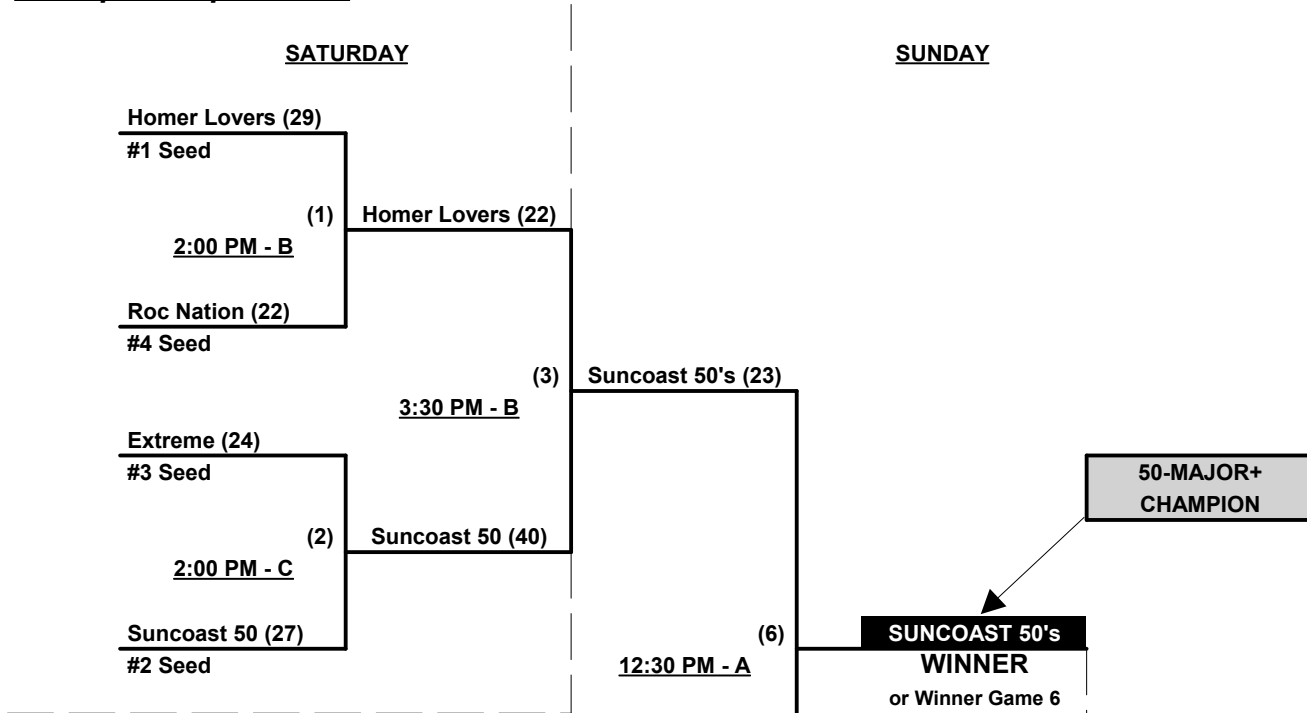 SATURDAY
SUNDAY
Homer Lovers (29)
#1 Seed
(1)
Homer Lovers (22)
2:00 PM - B
Roc Nation (22)
#4 Seed
(3)
Suncoast 50's (23)
3:30 PM - B
Extreme (24)
#3 Seed
50-MAJOR+
CHAMPION
(2)
Suncoast 50 (40)
2:00 PM - C
Suncoast 50 (27)
#2 Seed
(6)
SUNCOAST 50's
12:30 PM - A
WINNER
or Winner Game 6